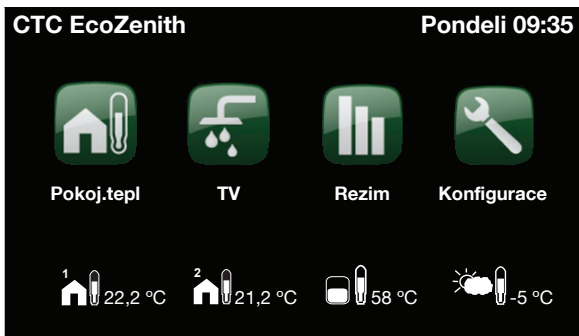 CTC EcoZenith Pondeli 09:35
Pokoj.tepl TV Rezim Konfigurace
1 22,2 °C 2 21,2 °C 58 °C -5 °C